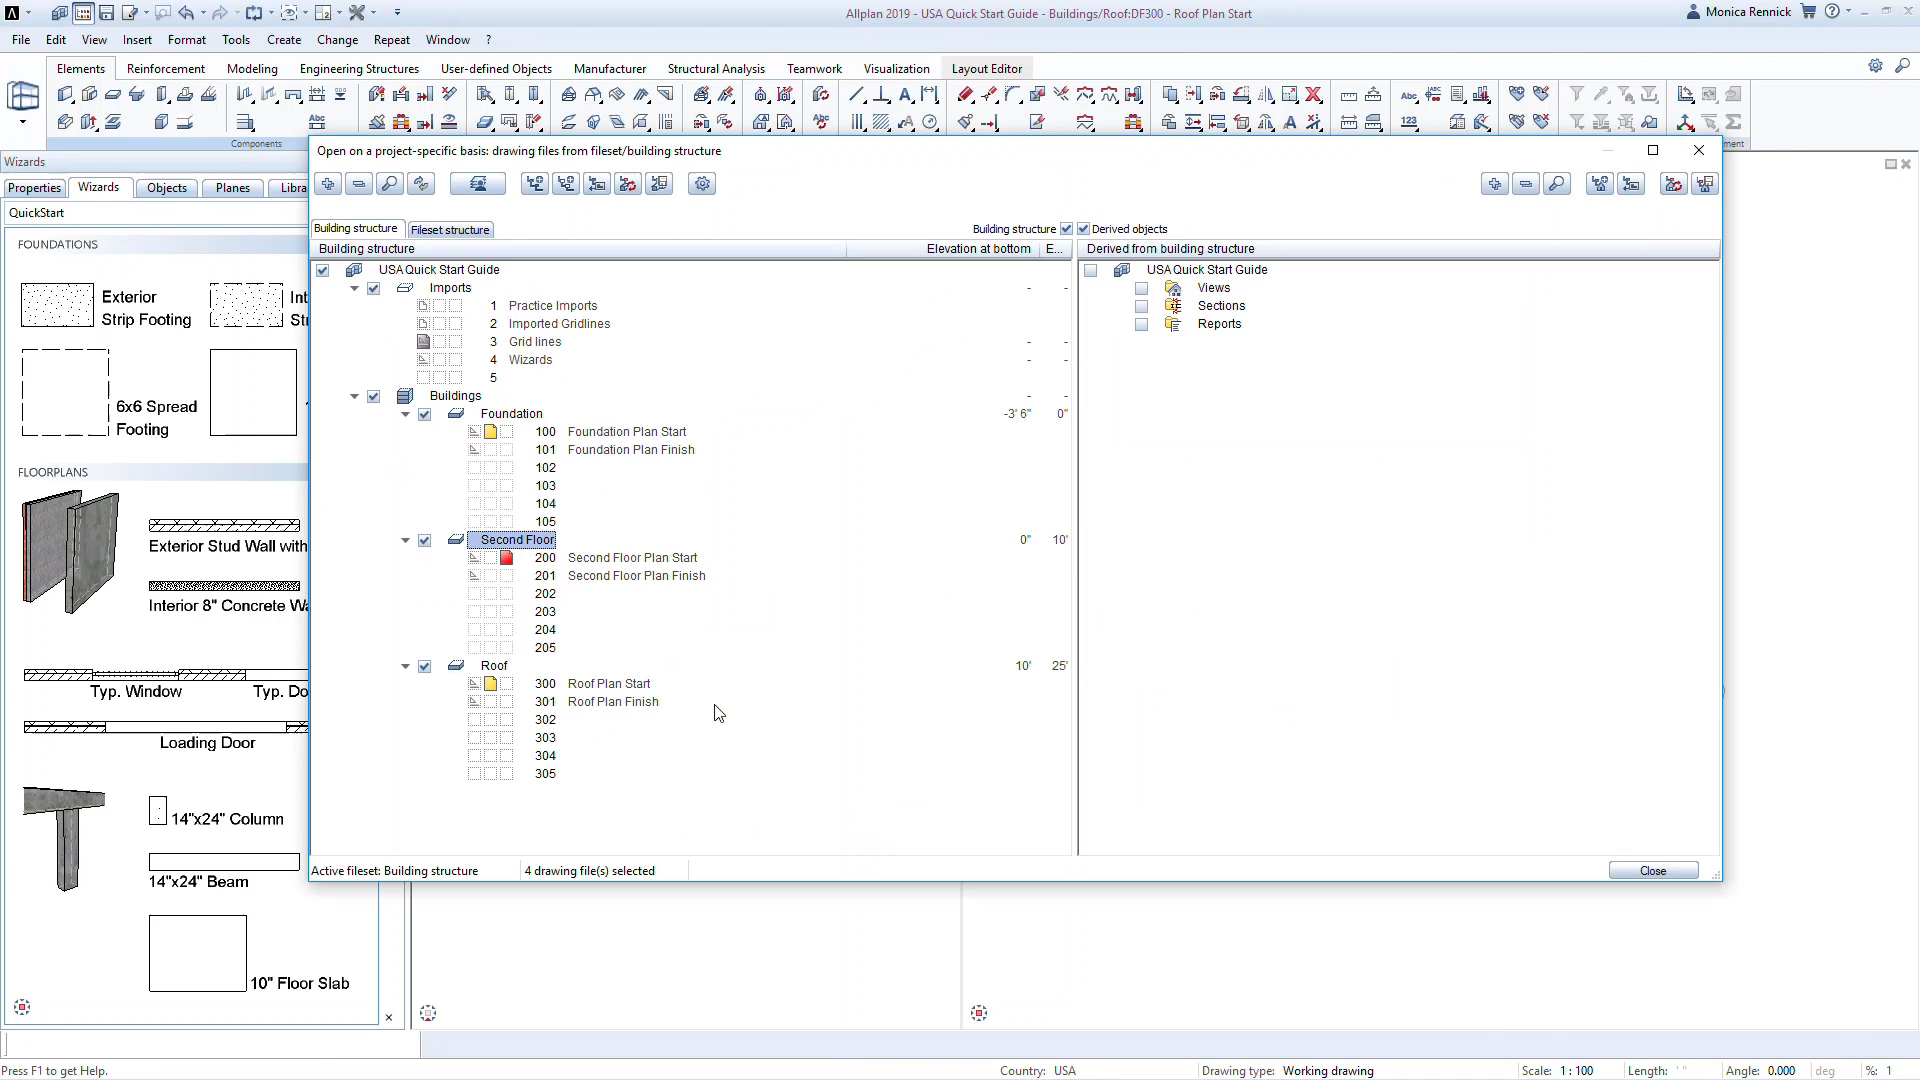 Allplan 2019 - USA Quick Start Guide - Buildings/Roof:DF300 - Roof Plan Start
Monica Rennick
File Edit View Insert Format Tools Create Change Repeat Window ?
Elements Reinforcement Modeling Engineering Structures User-defined Objects Manufacturer Structural Analysis Teamwork Visualization Layout Editor
Components
Wizards
Properties Wizards Objects Planes Libra
QuickStart
FOUNDATIONS
Exterior
Strip Footing
6x6 Spread
Footing
FLOORPLANS
Exterior Stud Wall with
Interior 8" Concrete Wa
Typ. Window Typ. Do
Loading Door
14"x24" Column
14"x24" Beam
10" Floor Slab
Open on a project-specific basis: drawing files from fileset/building structure
Building structure Fileset structure
Building structure Derived objects
Building structure Elevation at bottom E...
Derived from building structure
USA Quick Start Guide
Imports - -
1 Practice Imports
2 Imported Gridlines
3 Grid lines - -
4 Wizards - -
5
Buildings - -
Foundation -3' 6" 0"
100 Foundation Plan Start
101 Foundation Plan Finish
102
103
104
105
Second Floor 0" 10'
200 Second Floor Plan Start
201 Second Floor Plan Finish
202
203
204
205
Roof 10' 25'
300 Roof Plan Start
301 Roof Plan Finish
302
303
304
305
USA Quick Start Guide
Views
Sections
Reports
Active fileset: Building structure 4 drawing file(s) selected
Close
Press F1 to get Help.
Country: USA Drawing type: Working drawing Scale: 1 : 100 Length: ' " Angle: 0.000 deg %: 1